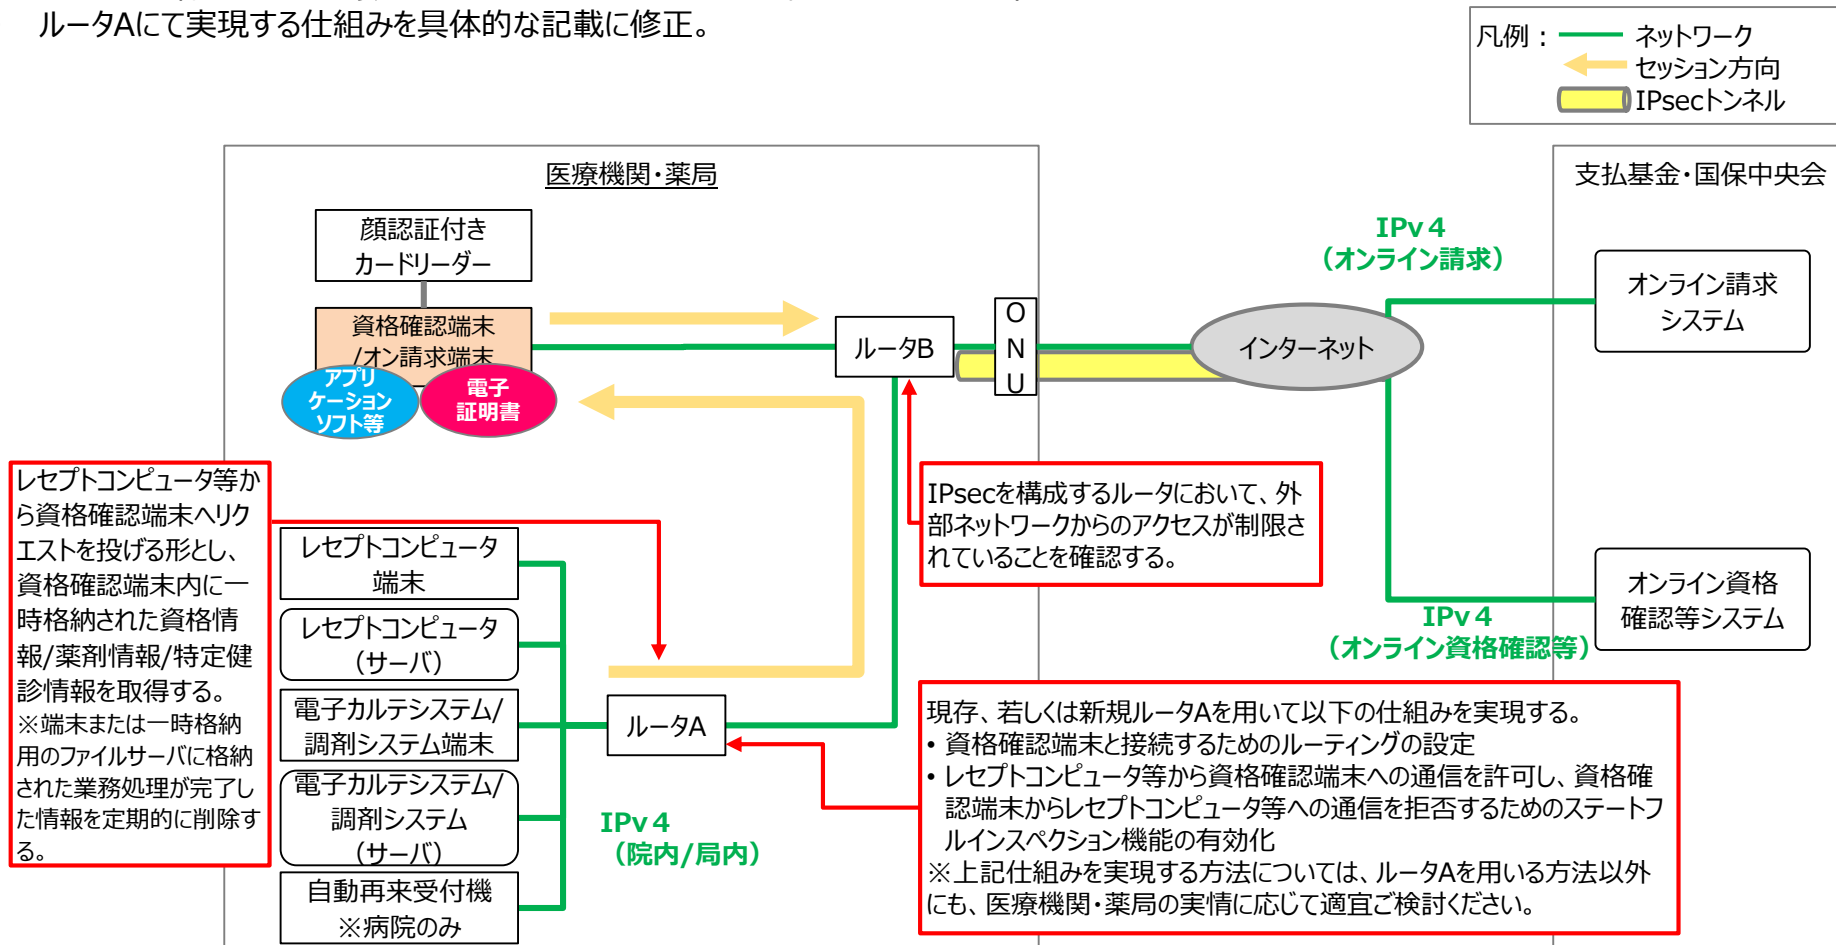 ルータAにて実現する仕組みを具体的な記載に修正。
凡例：
ネットワーク
セッション方向
IPsecトンネル
医療機関・薬局
支払基金・国保中央会
顔認証付き
カードリーダー
資格確認端末
/オン請求端末
アプリ
ケーション
ソフト等
電子
証明書
ルータB
O
N
U
インターネット
IPv４
（オンライン請求）
オンライン請求
システム
IPv４
（オンライン資格確認等）
オンライン資格
確認等システム
レセプトコンピュータ等か
ら資格確認端末へリク
エストを投げる形とし、
資格確認端末内に一
時格納された資格情
報/薬剤情報/特定健
診情報を取得する。
※端末または一時格納
用のファイルサーバに格納
された業務処理が完了し
た情報を定期的に削除す
る。
IPsecを構成するルータにおいて、外
部ネットワークからのアクセスが制限さ
れていることを確認する。
レセプトコンピュータ
端末
レセプトコンピュータ
（サーバ）
電子カルテシステム/
調剤システム端末
電子カルテシステム/
調剤システム
（サーバ）
自動再来受付機
※病院のみ
ルータA
IPv４
（院内/局内）
現存、若しくは新規ルータAを用いて以下の仕組みを実現する。
• 資格確認端末と接続するためのルーティングの設定
• レセプトコンピュータ等から資格確認端末への通信を許可し、資格確
認端末からレセプトコンピュータ等への通信を拒否するためのステートフ
ルインスペクション機能の有効化
※上記仕組みを実現する方法については、ルータAを用いる方法以外
にも、医療機関・薬局の実情に応じて適宜ご検討ください。